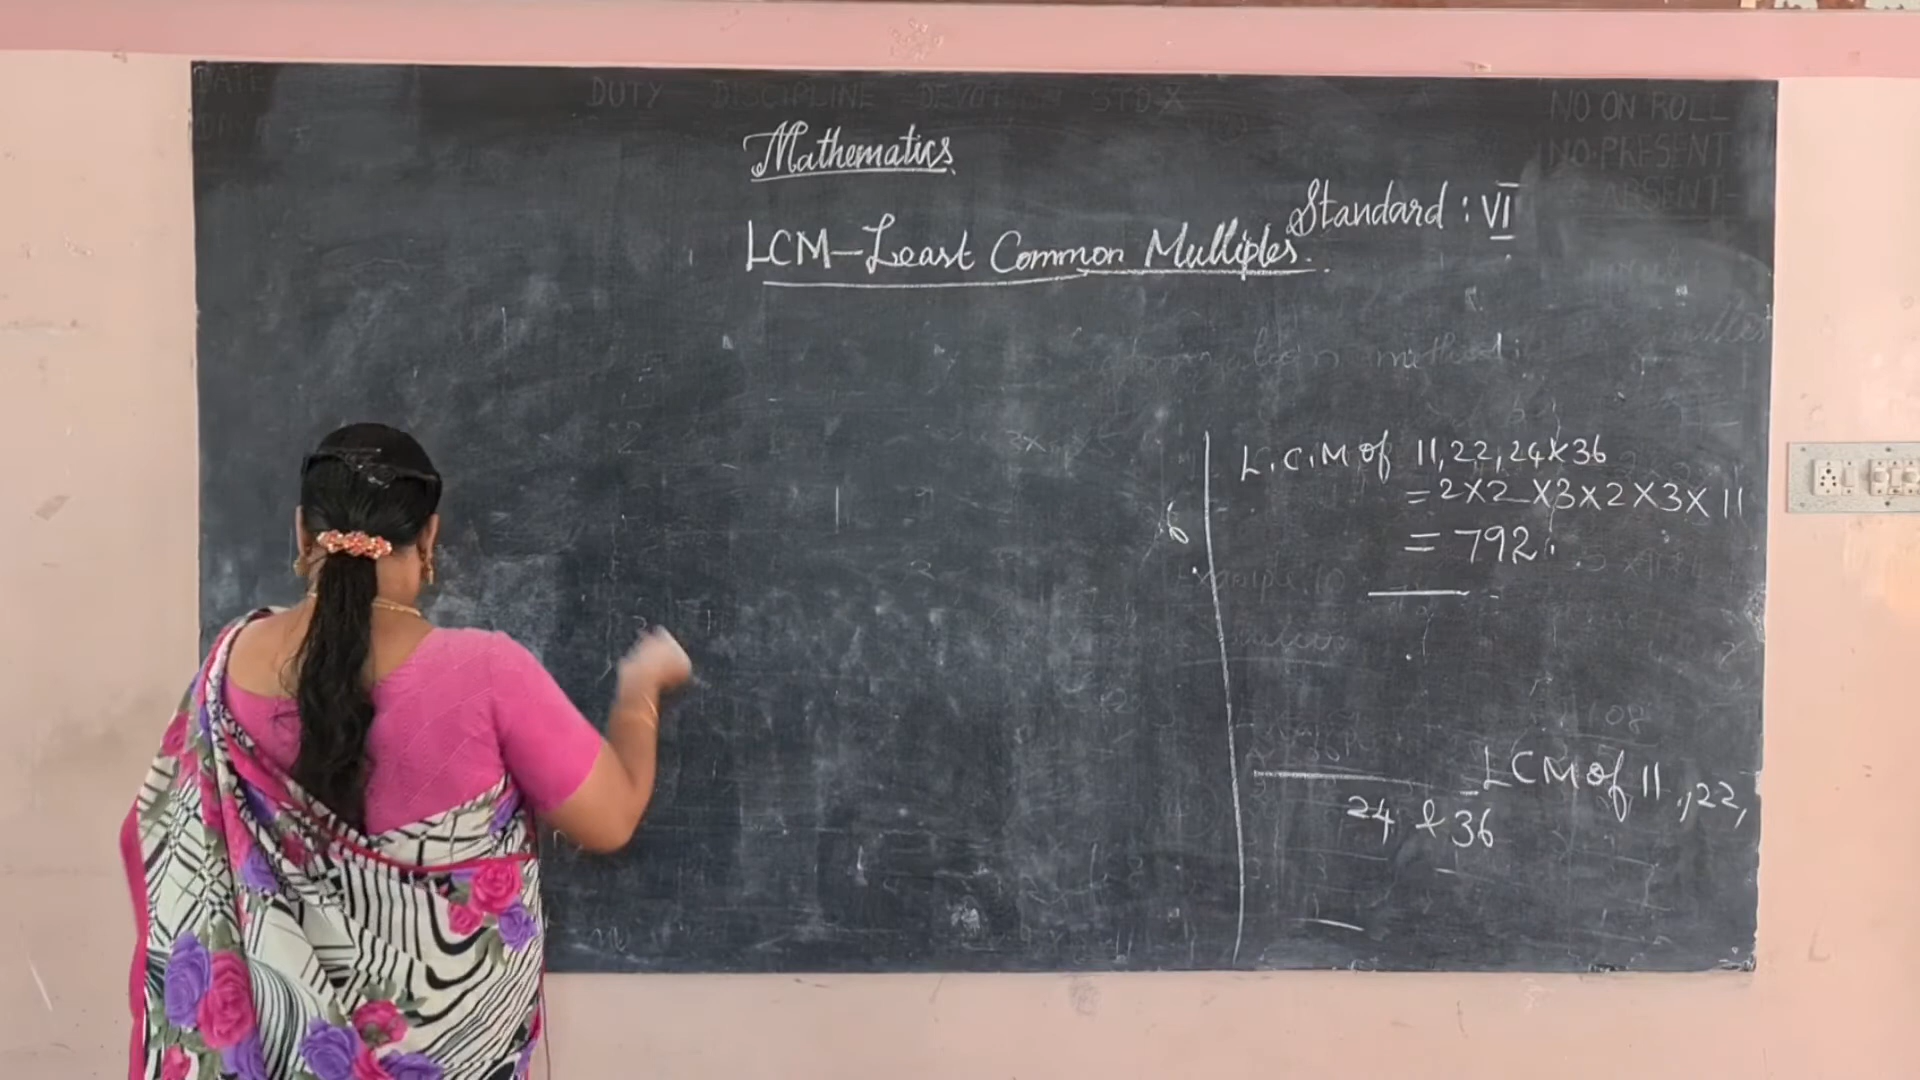 DATE
DUTY DISCIPLINE DEVOTION STD X
NO ON ROLL
NO.PRESENT
ABSENT-
Mathematics
Standard : VI
LCM-Least Common Multiples.
L.C.M of 11,22,24 & 36
= 2 X 2 X 3 X 2 X 3 X 11
= 792
LCM of 11, 22,
24 & 36